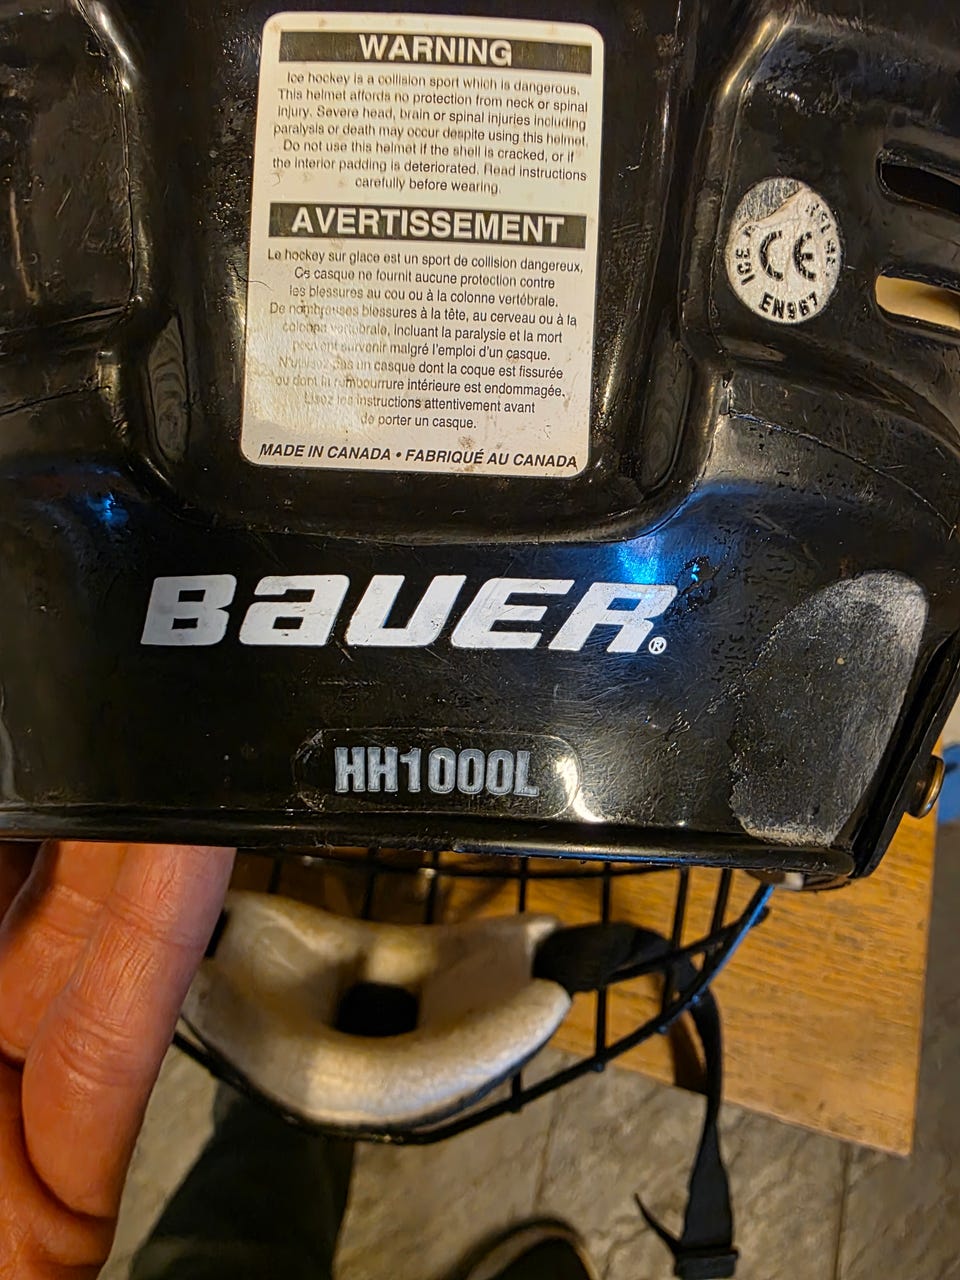 WARNING
Ice hockey is a collision sport which is dangerous.
This helmet affords no protection from neck or spinal
injury. Severe head, brain or spinal injuries including
paralysis or death may occur despite using this helmet.
Do not use this helmet if the shell is cracked, or if
the interior padding is deteriorated. Read instructions
carefully before wearing.
AVERTISSEMENT
Le hockey sur glace est un sport de collision dangereux.
Ce casque ne fournit aucune protection contre
les blessures au cou ou à la colonne vertébrale.
De nombreuses blessures à la tête, au cerveau ou à la
colonne vertébrale, incluant la paralysie et la mort
peuvent survenir malgré l'emploi d'un casque.
N'utilisez pas un casque dont la coque est fissurée
ou dont la rembourrure intérieure est endommagée.
Lisez les instructions attentivement avant
de porter un casque.
MADE IN CANADA • FABRIQUÉ AU CANADA
CE
EN967
BAUER®
HH1000L